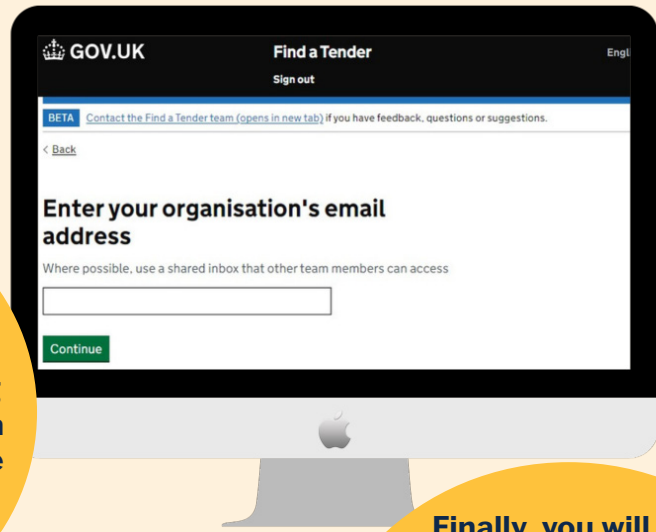 GOV.UK
Find a Tender
Engl
Sign out
BETA Contact the Find a Tender team (opens in new tab) if you have feedback, questions or suggestions.
< Back
Enter your organisation's email
address
Where possible, use a shared inbox that other team members can access
Continue
Finally, you will